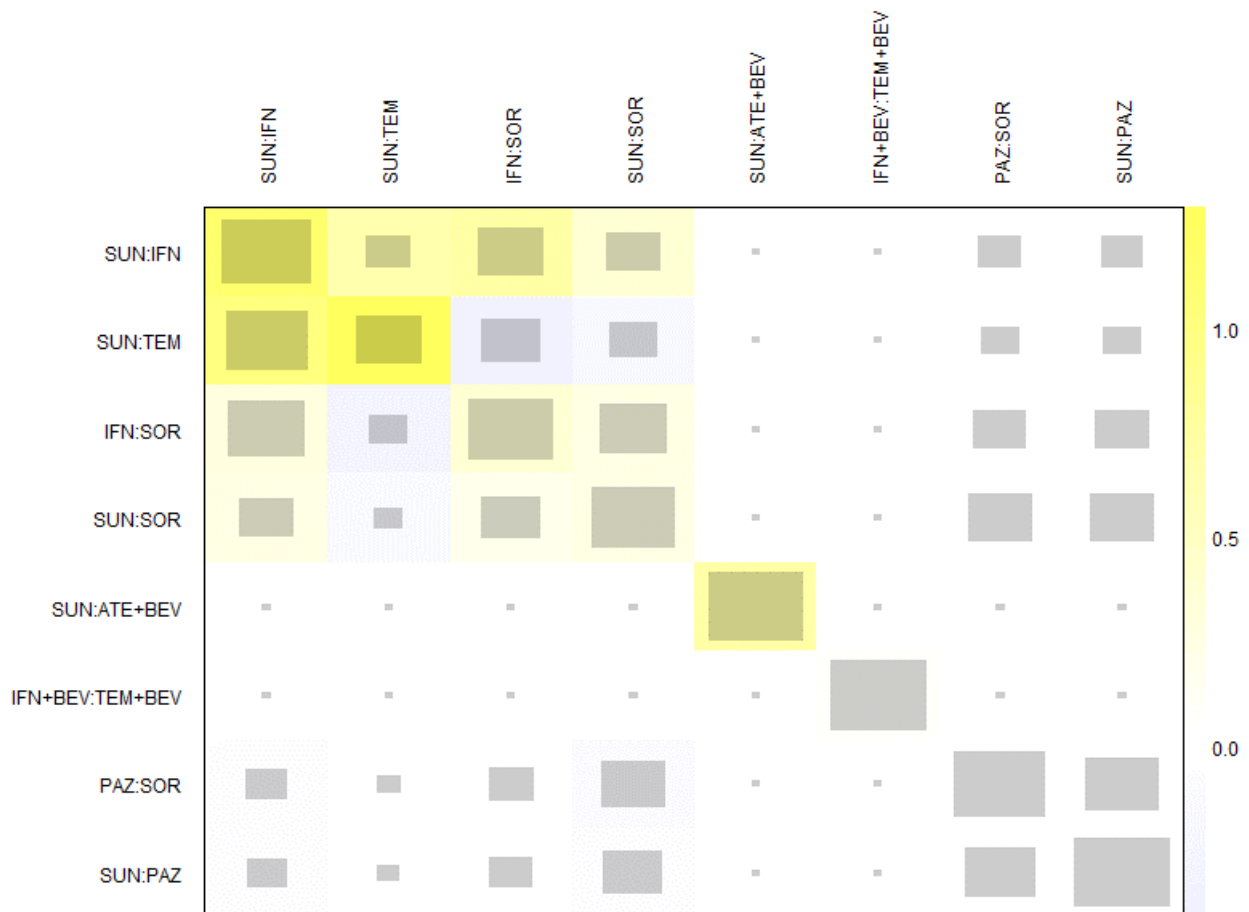 SUN:IFN
SUN:TEM
IFN:SOR
SUN:SOR
SUN:ATE+BEV
IFN+BEV:TEM+BEV
PAZ:SOR
SUN:PAZ
SUN:IFN
SUN:TEM
IFN:SOR
SUN:SOR
SUN:ATE+BEV
IFN+BEV:TEM+BEV
PAZ:SOR
SUN:PAZ
1.0
0.5
0.0